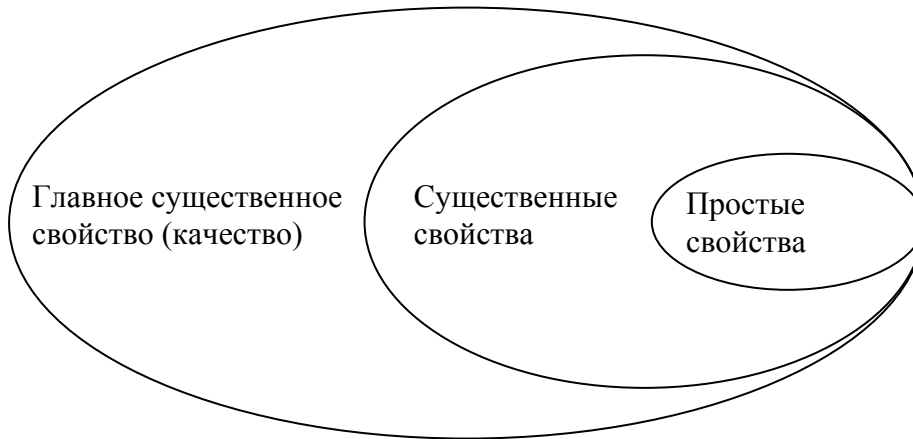 Главное существенное
свойство (качество)
Существенные
свойства
Простые
свойства